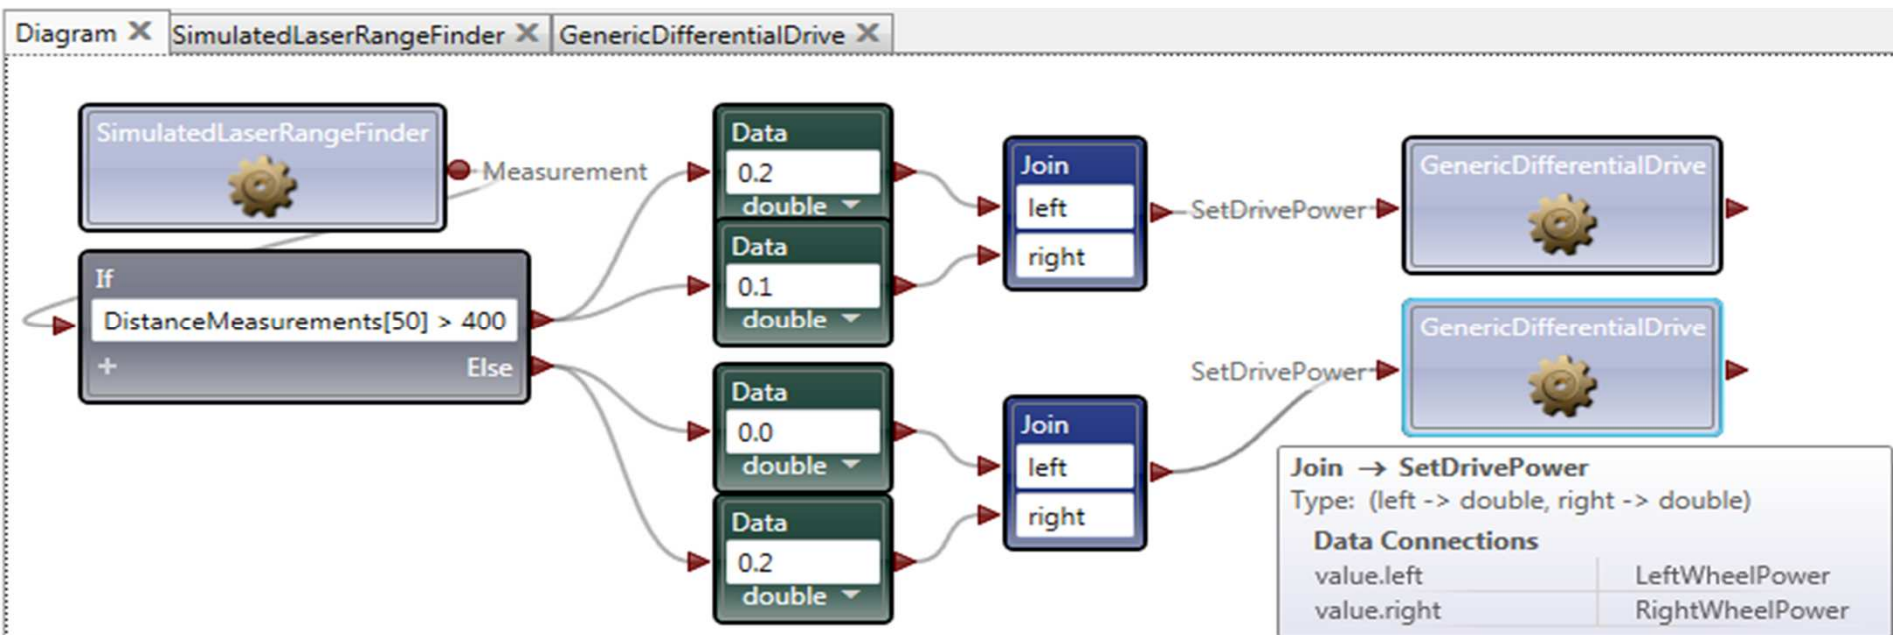 Diagram
SimulatedLaserRangeFinder
GenericDifferentialDrive
SimulatedLaserRangeFinder
Measurement
If
DistanceMeasurements[50] > 400
+
Else
Data
0.2
double
Data
0.1
double
Data
0.0
double
Data
0.2
double
Join
left
right
Join
left
right
SetDrivePower
GenericDifferentialDrive
SetDrivePower
GenericDifferentialDrive
Join → SetDrivePower
Type: (left -> double, right -> double)
Data Connections
value.left LeftWheelPower
value.right RightWheelPower